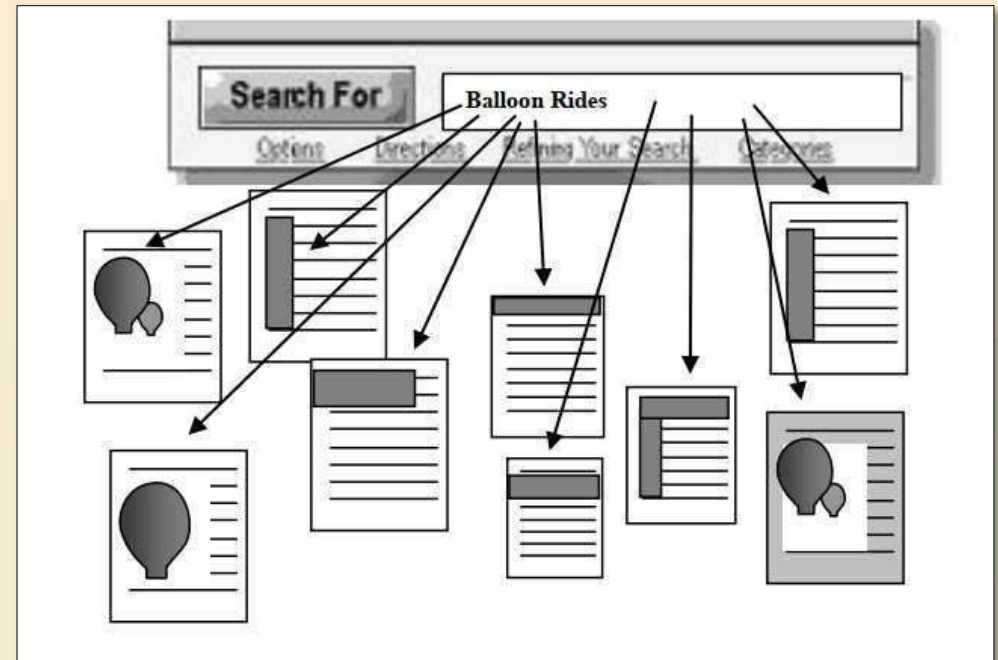 Search For
Balloon Rides
Options Directions Refining Your Search Categories